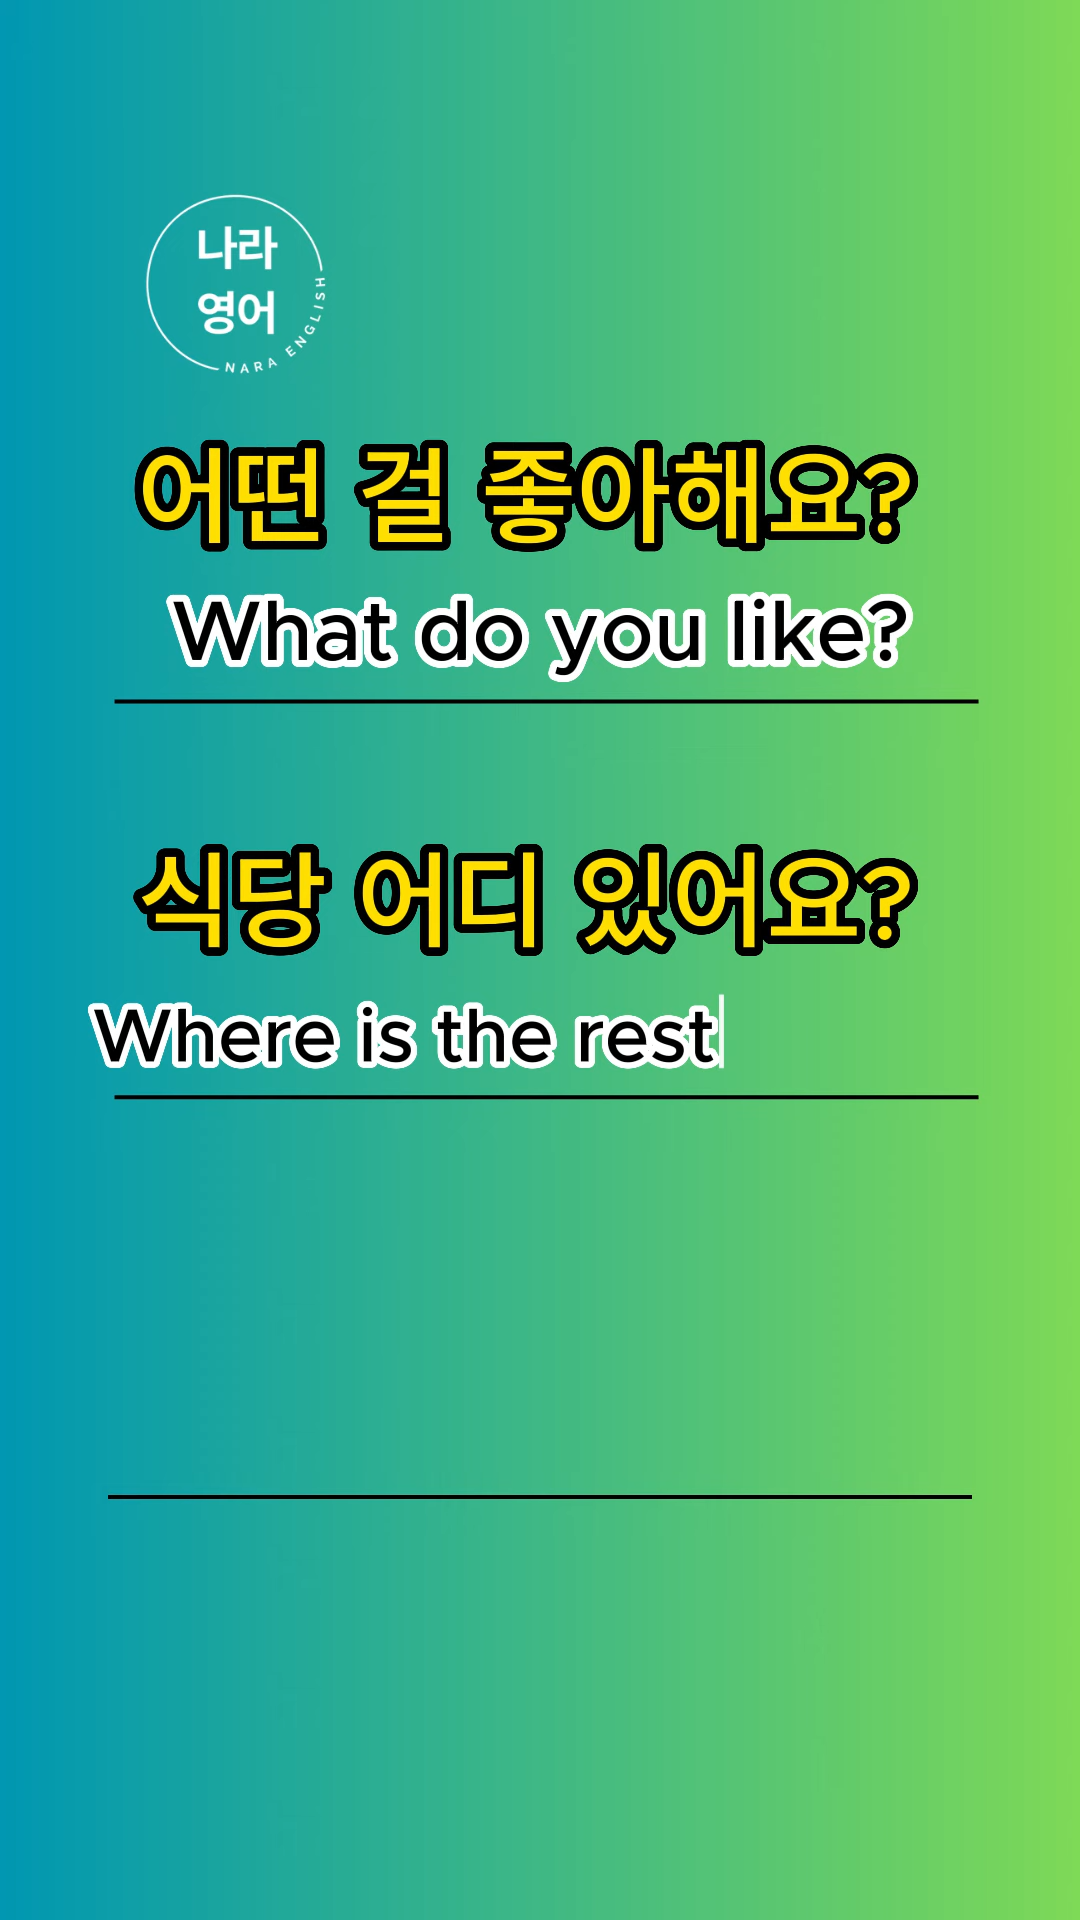 나라
영어
NARA ENGLISH
어떤 걸 좋아해요?
What do you like?
식당 어디 있어요?
Where is the rest